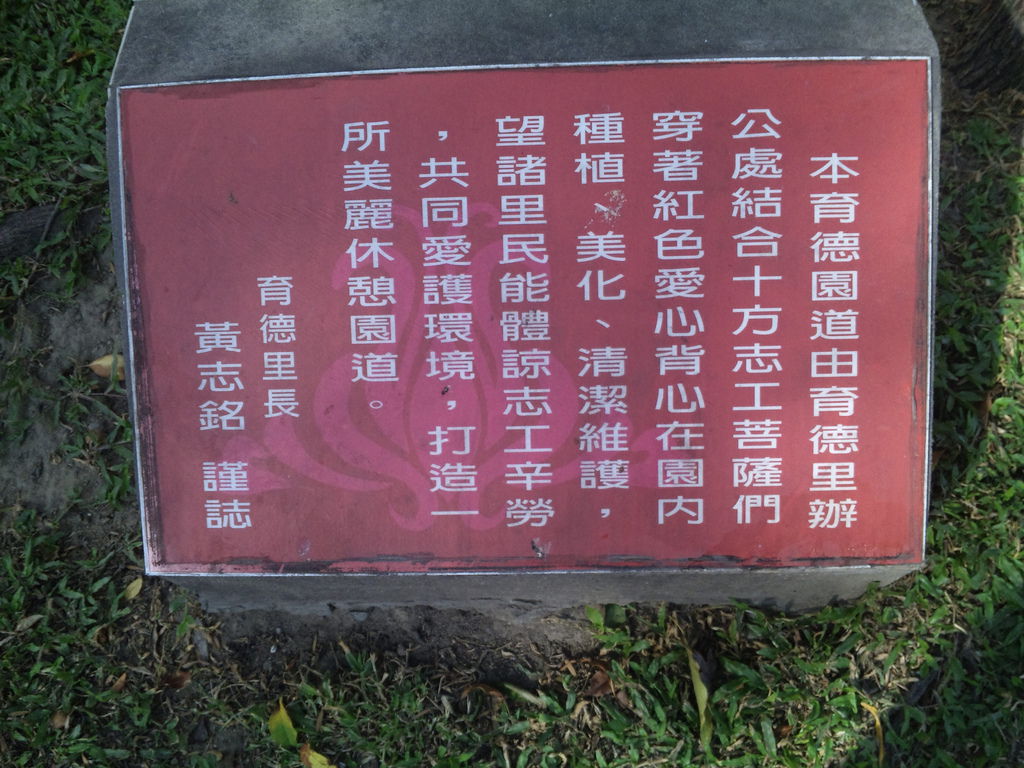 本育德園道由育德里辦
公處結合十方志工菩薩們
穿著紅色愛心背心在園內
種植、美化、清潔維護，
望諸里民能體諒志工辛勞
，共同愛護環境，打造一
所美麗休憩園道。
育德里長
黃志銘 謹誌